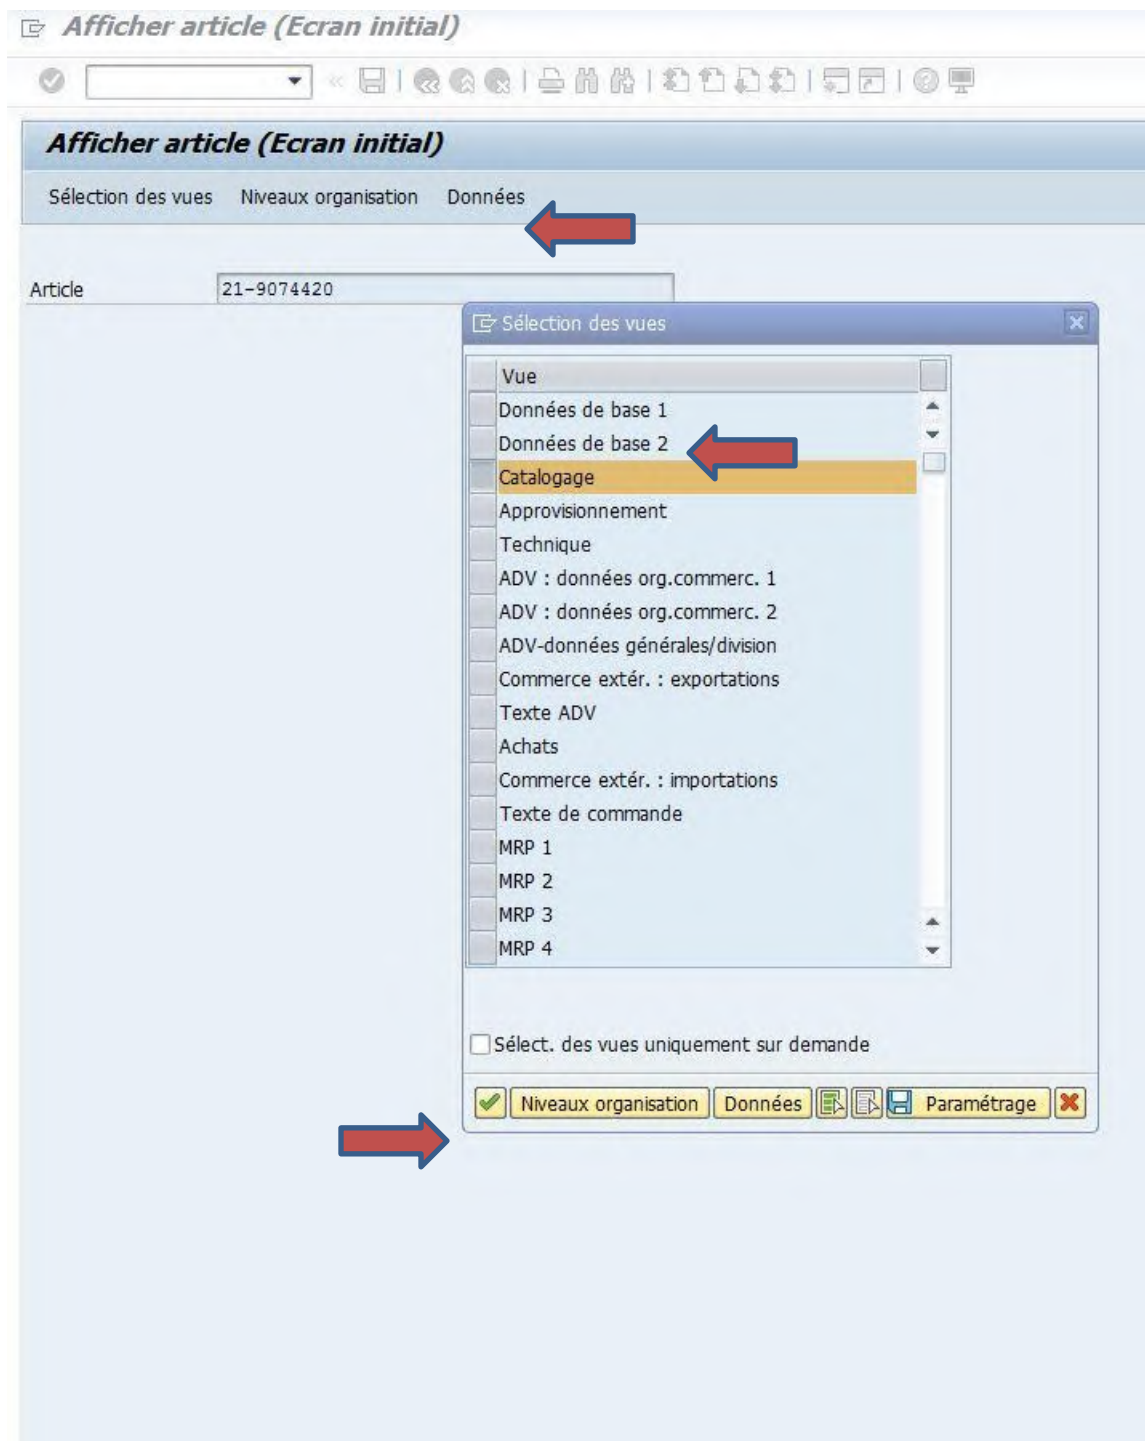 Afficher article (Ecran initial)
Afficher article (Ecran initial)
Sélection des vues Niveaux organisation Données
Article 21-9074420
Sélection des vues
Vue
Données de base 1
Données de base 2
Catalogage
Approvisionnement
Technique
ADV : données org.commerc. 1
ADV : données org.commerc. 2
ADV-données générales/division
Commerce extér. : exportations
Texte ADV
Achats
Commerce extér. : importations
Texte de commande
MRP 1
MRP 2
MRP 3
MRP 4
Sélect. des vues uniquement sur demande
Niveaux organisation Données Paramétrage